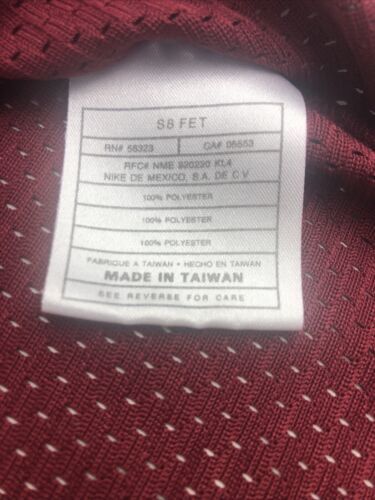 S8 FET
RN# 56323 CA# 05553
RFC# NME 920220 KL4
NIKE DE MEXICO, S.A. DE C V
100% POLYESTER
100% POLYESTER
100% POLYESTER
FABRIQUE A TAIWAN • HECHO EN TAIWAN
MADE IN TAIWAN
SEE REVERSE FOR CARE